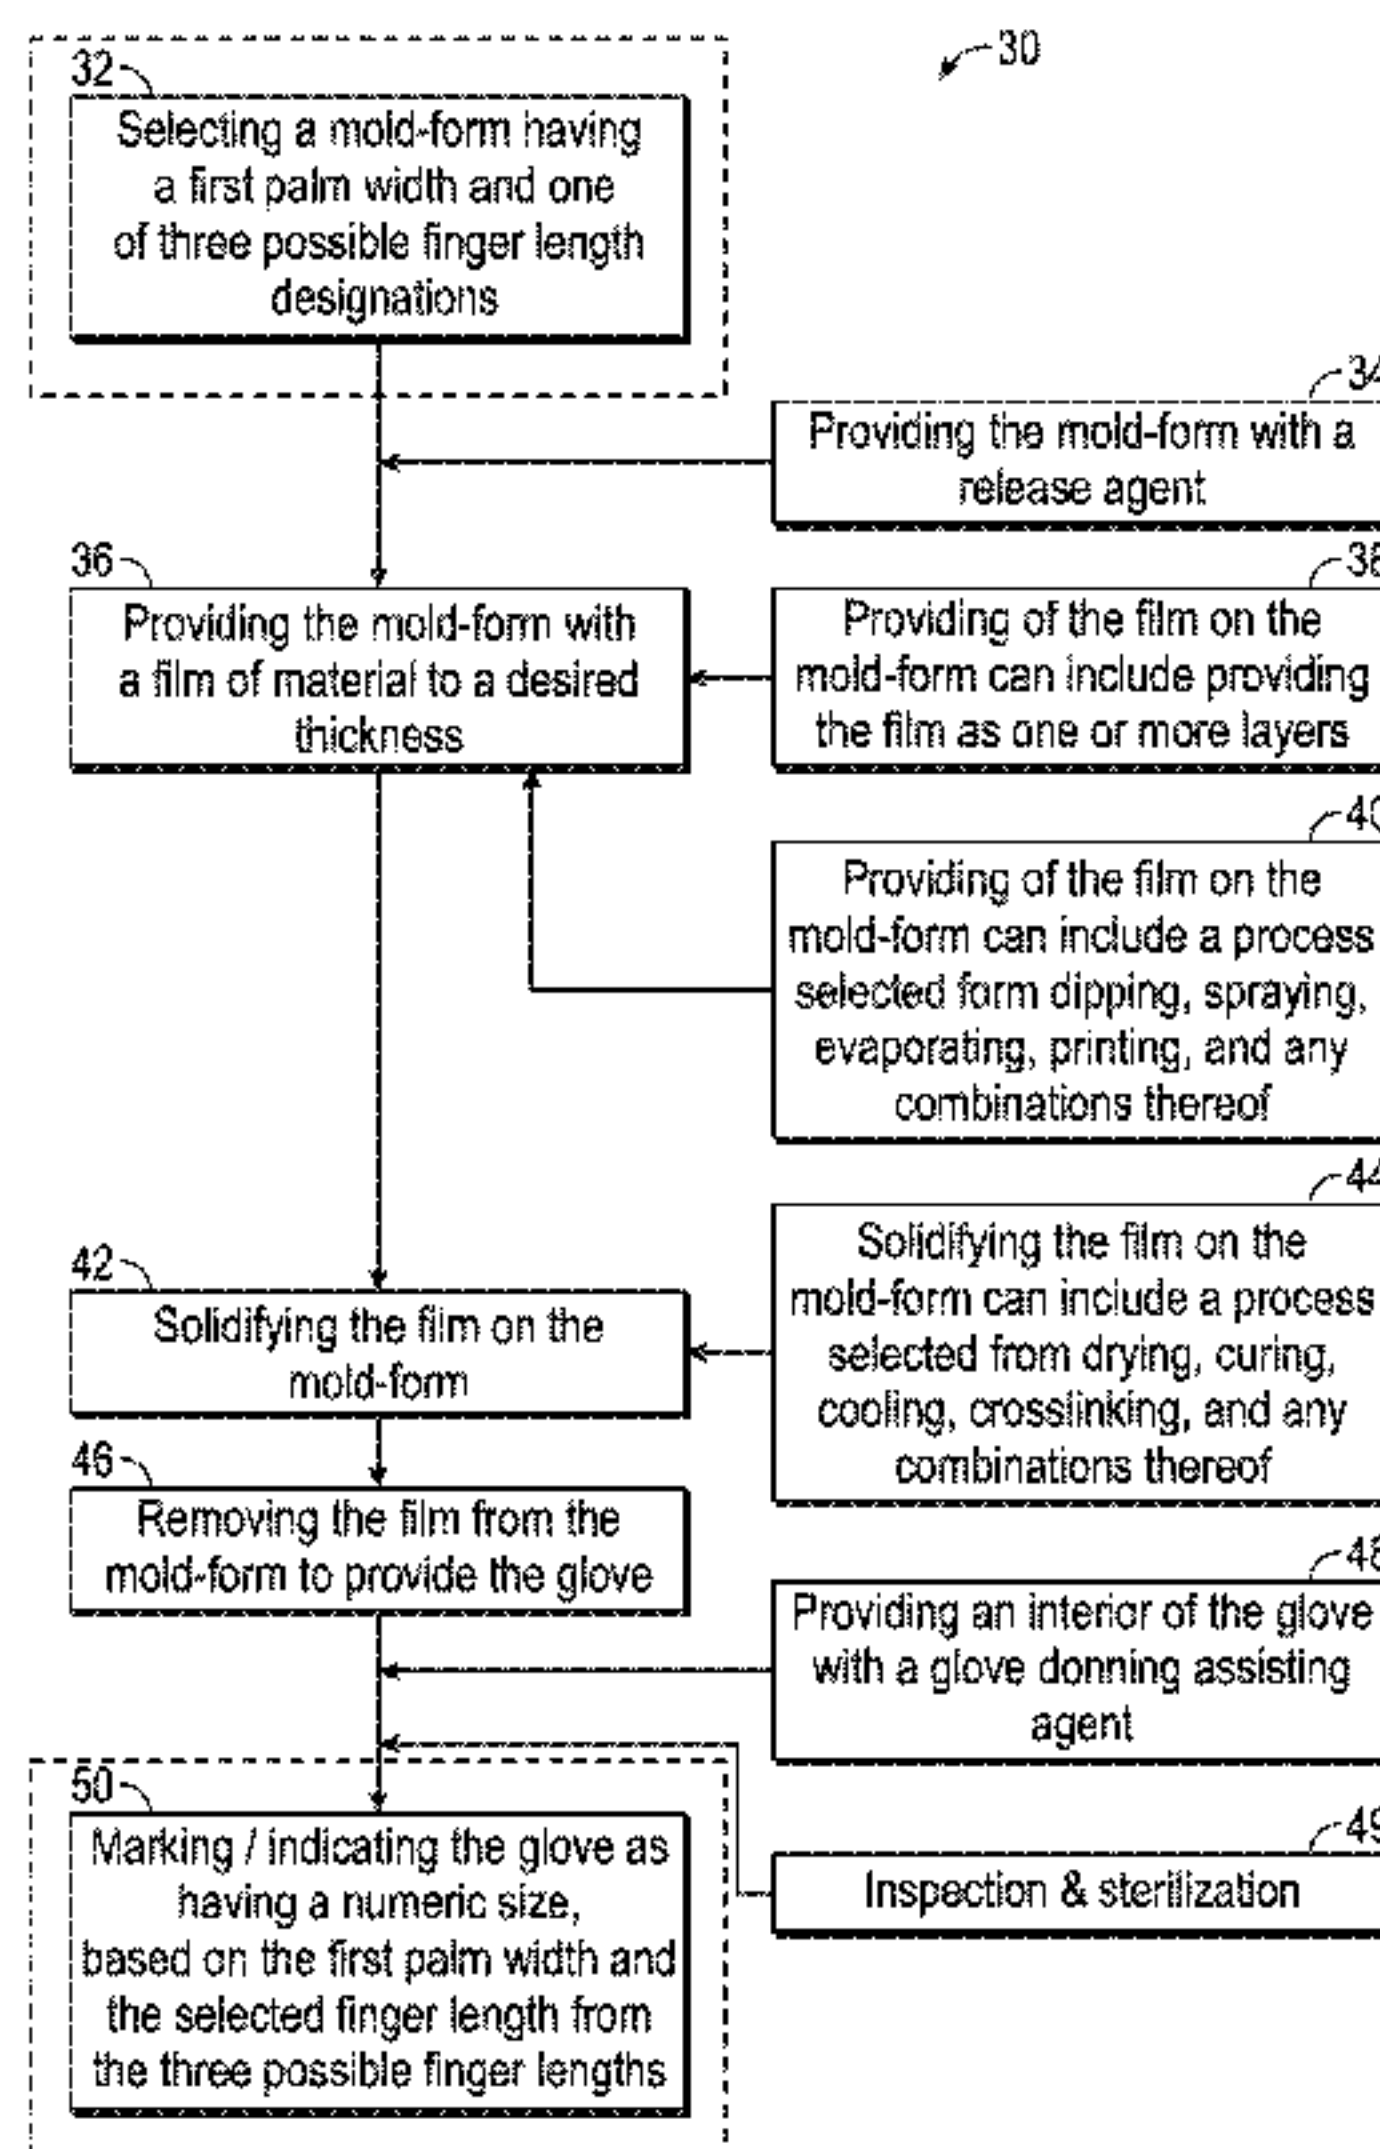 30
32
Selecting a mold-form having
a first palm width and one
of three possible finger length
designations
34
Providing the mold-form with a
release agent
36
Providing the mold-form with
a film of material to a desired
thickness
38
Providing of the film on the
mold-form can include providing
the film as one or more layers
40
Providing of the film on the
mold-form can include a process
selected form dipping, spraying,
evaporating, printing, and any
combinations thereof
42
Solidifying the film on the
mold-form
44
Solidifying the film on the
mold-form can include a process
selected from drying, curing,
cooling, crosslinking, and any
combinations thereof
46
Removing the film from the
mold-form to provide the glove
48
Providing an interior of the glove
with a glove donning assisting
agent
49
Inspection & sterilization
50
Marking / indicating the glove as
having a numeric size,
based on the first palm width and
the selected finger length from
the three possible finger lengths